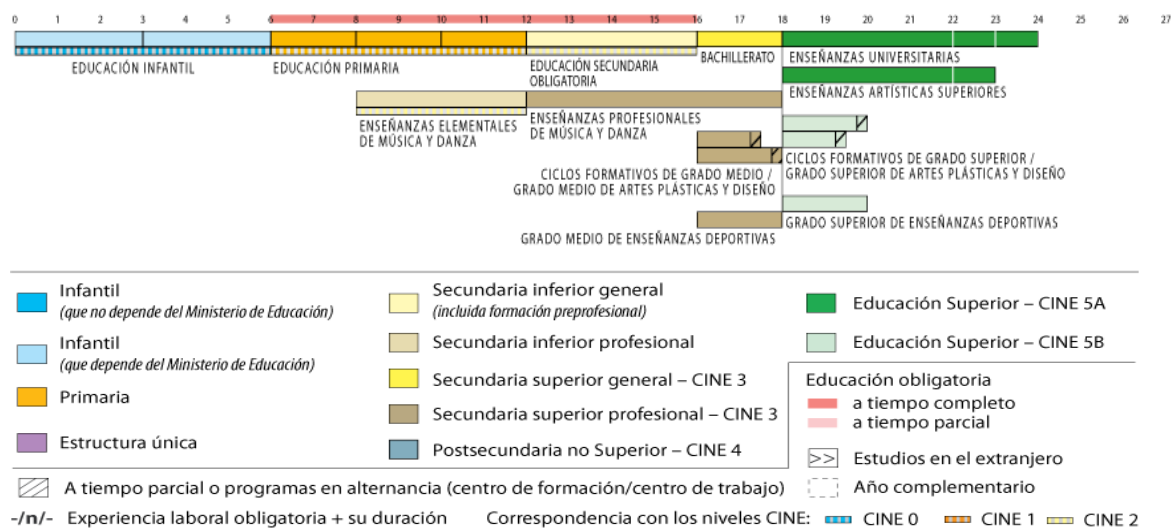 0 1 2 3 4 5 6 7 8 9 10 11 12 13 14 15 16 17 18 19 20 21 22 23 24 25 26 27
EDUCACIÓN INFANTIL
EDUCACIÓN PRIMARIA
EDUCACIÓN SECUNDARIA
OBLIGATORIA
BACHILLERATO
ENSEÑANZAS UNIVERSITARIAS
ENSEÑANZAS ARTÍSTICAS SUPERIORES
ENSEÑANZAS ELEMENTALES
DE MÚSICA Y DANZA
ENSEÑANZAS PROFESIONALES
DE MÚSICA Y DANZA
CICLOS FORMATIVOS DE GRADO MEDIO /
GRADO MEDIO DE ARTES PLÁSTICAS Y DISEÑO
CICLOS FORMATIVOS DE GRADO SUPERIOR /
GRADO SUPERIOR DE ARTES PLÁSTICAS Y DISEÑO
GRADO MEDIO DE ENSEÑANZAS DEPORTIVAS
GRADO SUPERIOR DE ENSEÑANZAS DEPORTIVAS
Infantil
(que no depende del Ministerio de Educación)
Infantil
(que depende del Ministerio de Educación)
Primaria
Estructura única
Secundaria inferior general
(incluida formación preprofesional)
Secundaria inferior profesional
Secundaria superior general – CINE 3
Secundaria superior profesional – CINE 3
Postsecundaria no Superior – CINE 4
Educación Superior – CINE 5A
Educación Superior – CINE 5B
Educación obligatoria
a tiempo completo
a tiempo parcial
>> Estudios en el extranjero
Año complementario
A tiempo parcial o programas en alternancia (centro de formación/centro de trabajo)
-/n/- Experiencia laboral obligatoria + su duración
Correspondencia con los niveles CINE: CINE 0 CINE 1 CINE 2